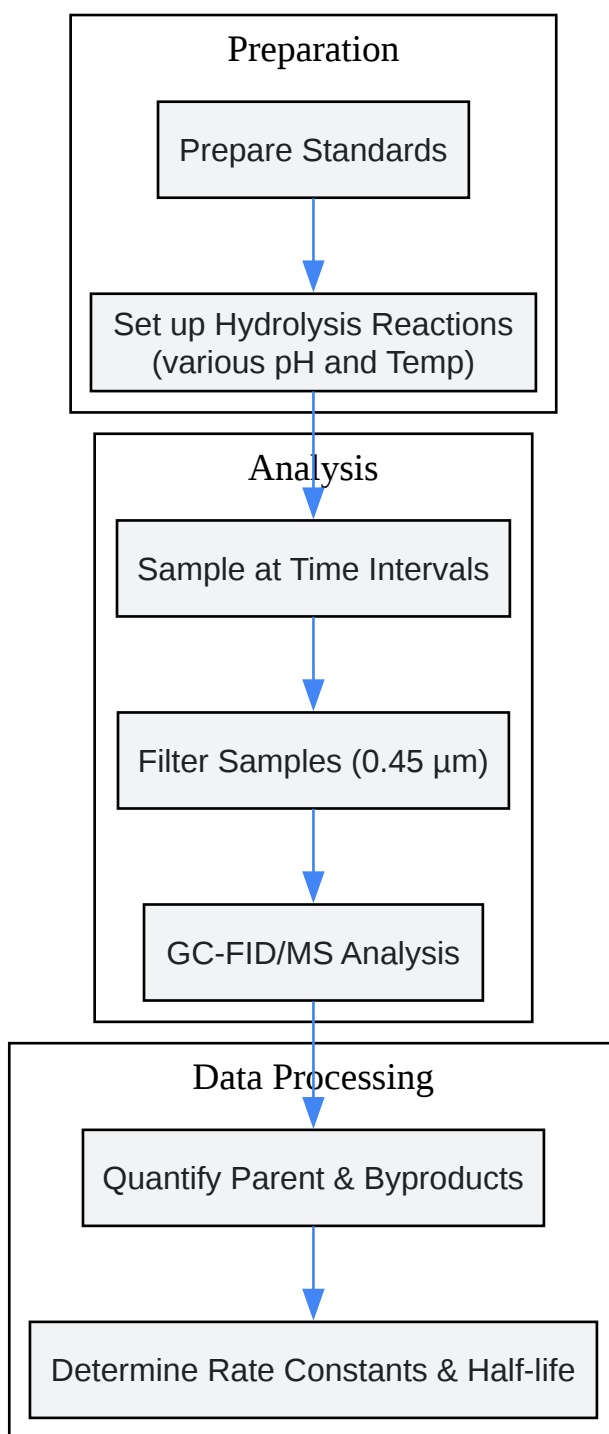 Preparation
Prepare Standards
Set up Hydrolysis Reactions
(various pH and Temp)
Analysis
Sample at Time Intervals
Filter Samples (0.45 µm)
GC-FID/MS Analysis
Data Processing
Quantify Parent & Byproducts
Determine Rate Constants & Half-life